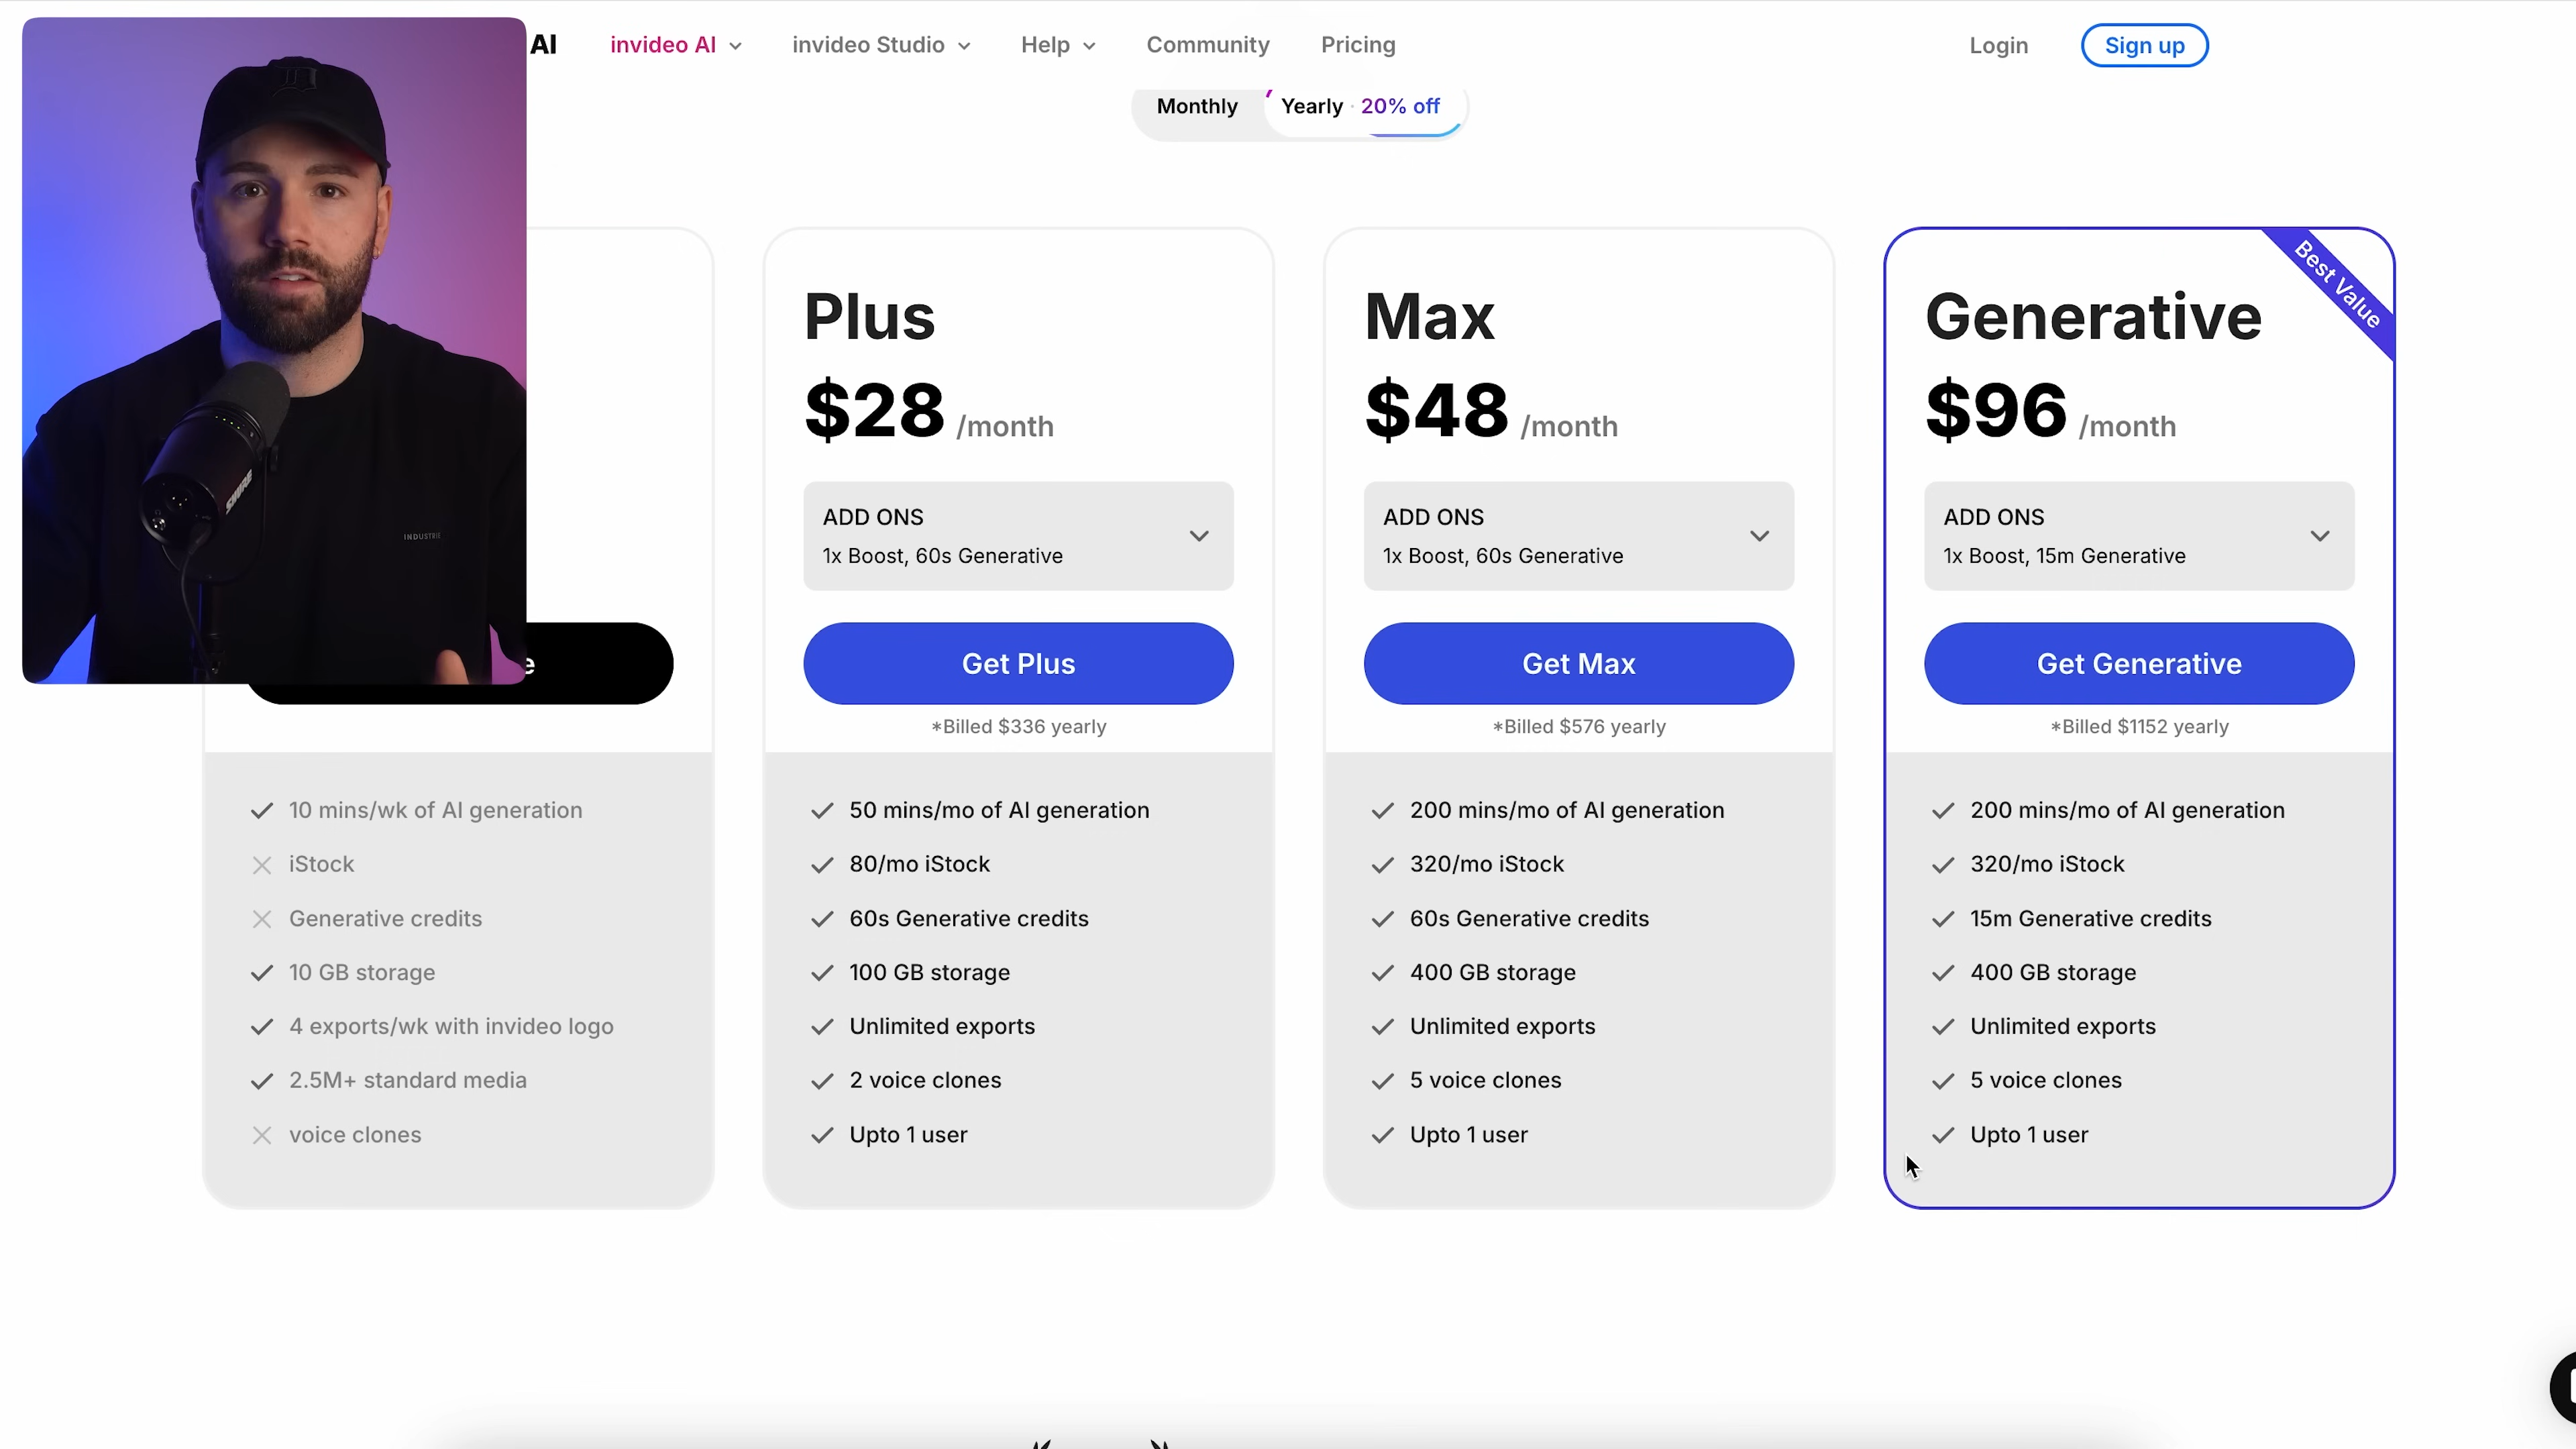 AI
invideo AI
invideo Studio
Help
Community
Pricing
Login
Sign up
Monthly
Yearly · 20% off
SHURE
INDUSTRIE
e
10 mins/wk of AI generation
iStock
Generative credits
10 GB storage
4 exports/wk with invideo logo
2.5M+ standard media
voice clones
Plus
$28 /month
ADD ONS
1x Boost, 60s Generative
Get Plus
*Billed $336 yearly
50 mins/mo of AI generation
80/mo iStock
60s Generative credits
100 GB storage
Unlimited exports
2 voice clones
Upto 1 user
Max
$48 /month
ADD ONS
1x Boost, 60s Generative
Get Max
*Billed $576 yearly
200 mins/mo of AI generation
320/mo iStock
60s Generative credits
400 GB storage
Unlimited exports
5 voice clones
Upto 1 user
Best Value
Generative
$96 /month
ADD ONS
1x Boost, 15m Generative
Get Generative
*Billed $1152 yearly
200 mins/mo of AI generation
320/mo iStock
15m Generative credits
400 GB storage
Unlimited exports
5 voice clones
Upto 1 user